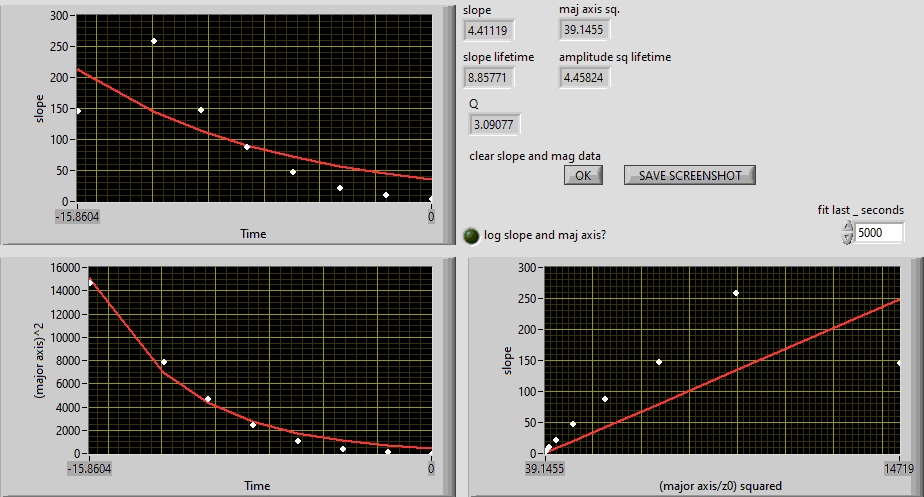 300
250
200
150
100
50
0
slope
-15.8604
0
Time
slope
maj axis sq.
4.41119
39.1455
slope lifetime
amplitude sq lifetime
8.85771
4.45824
Q
3.09077
clear slope and mag data
OK
SAVE SCREENSHOT
fit last _ seconds
log slope and maj axis?
5000
16000
14000
12000
10000
8000
6000
4000
2000
0
(major axis)^2
-15.8604
0
Time
300
250
200
150
100
50
0
slope
39.1455
14719
(major axis/z0) squared